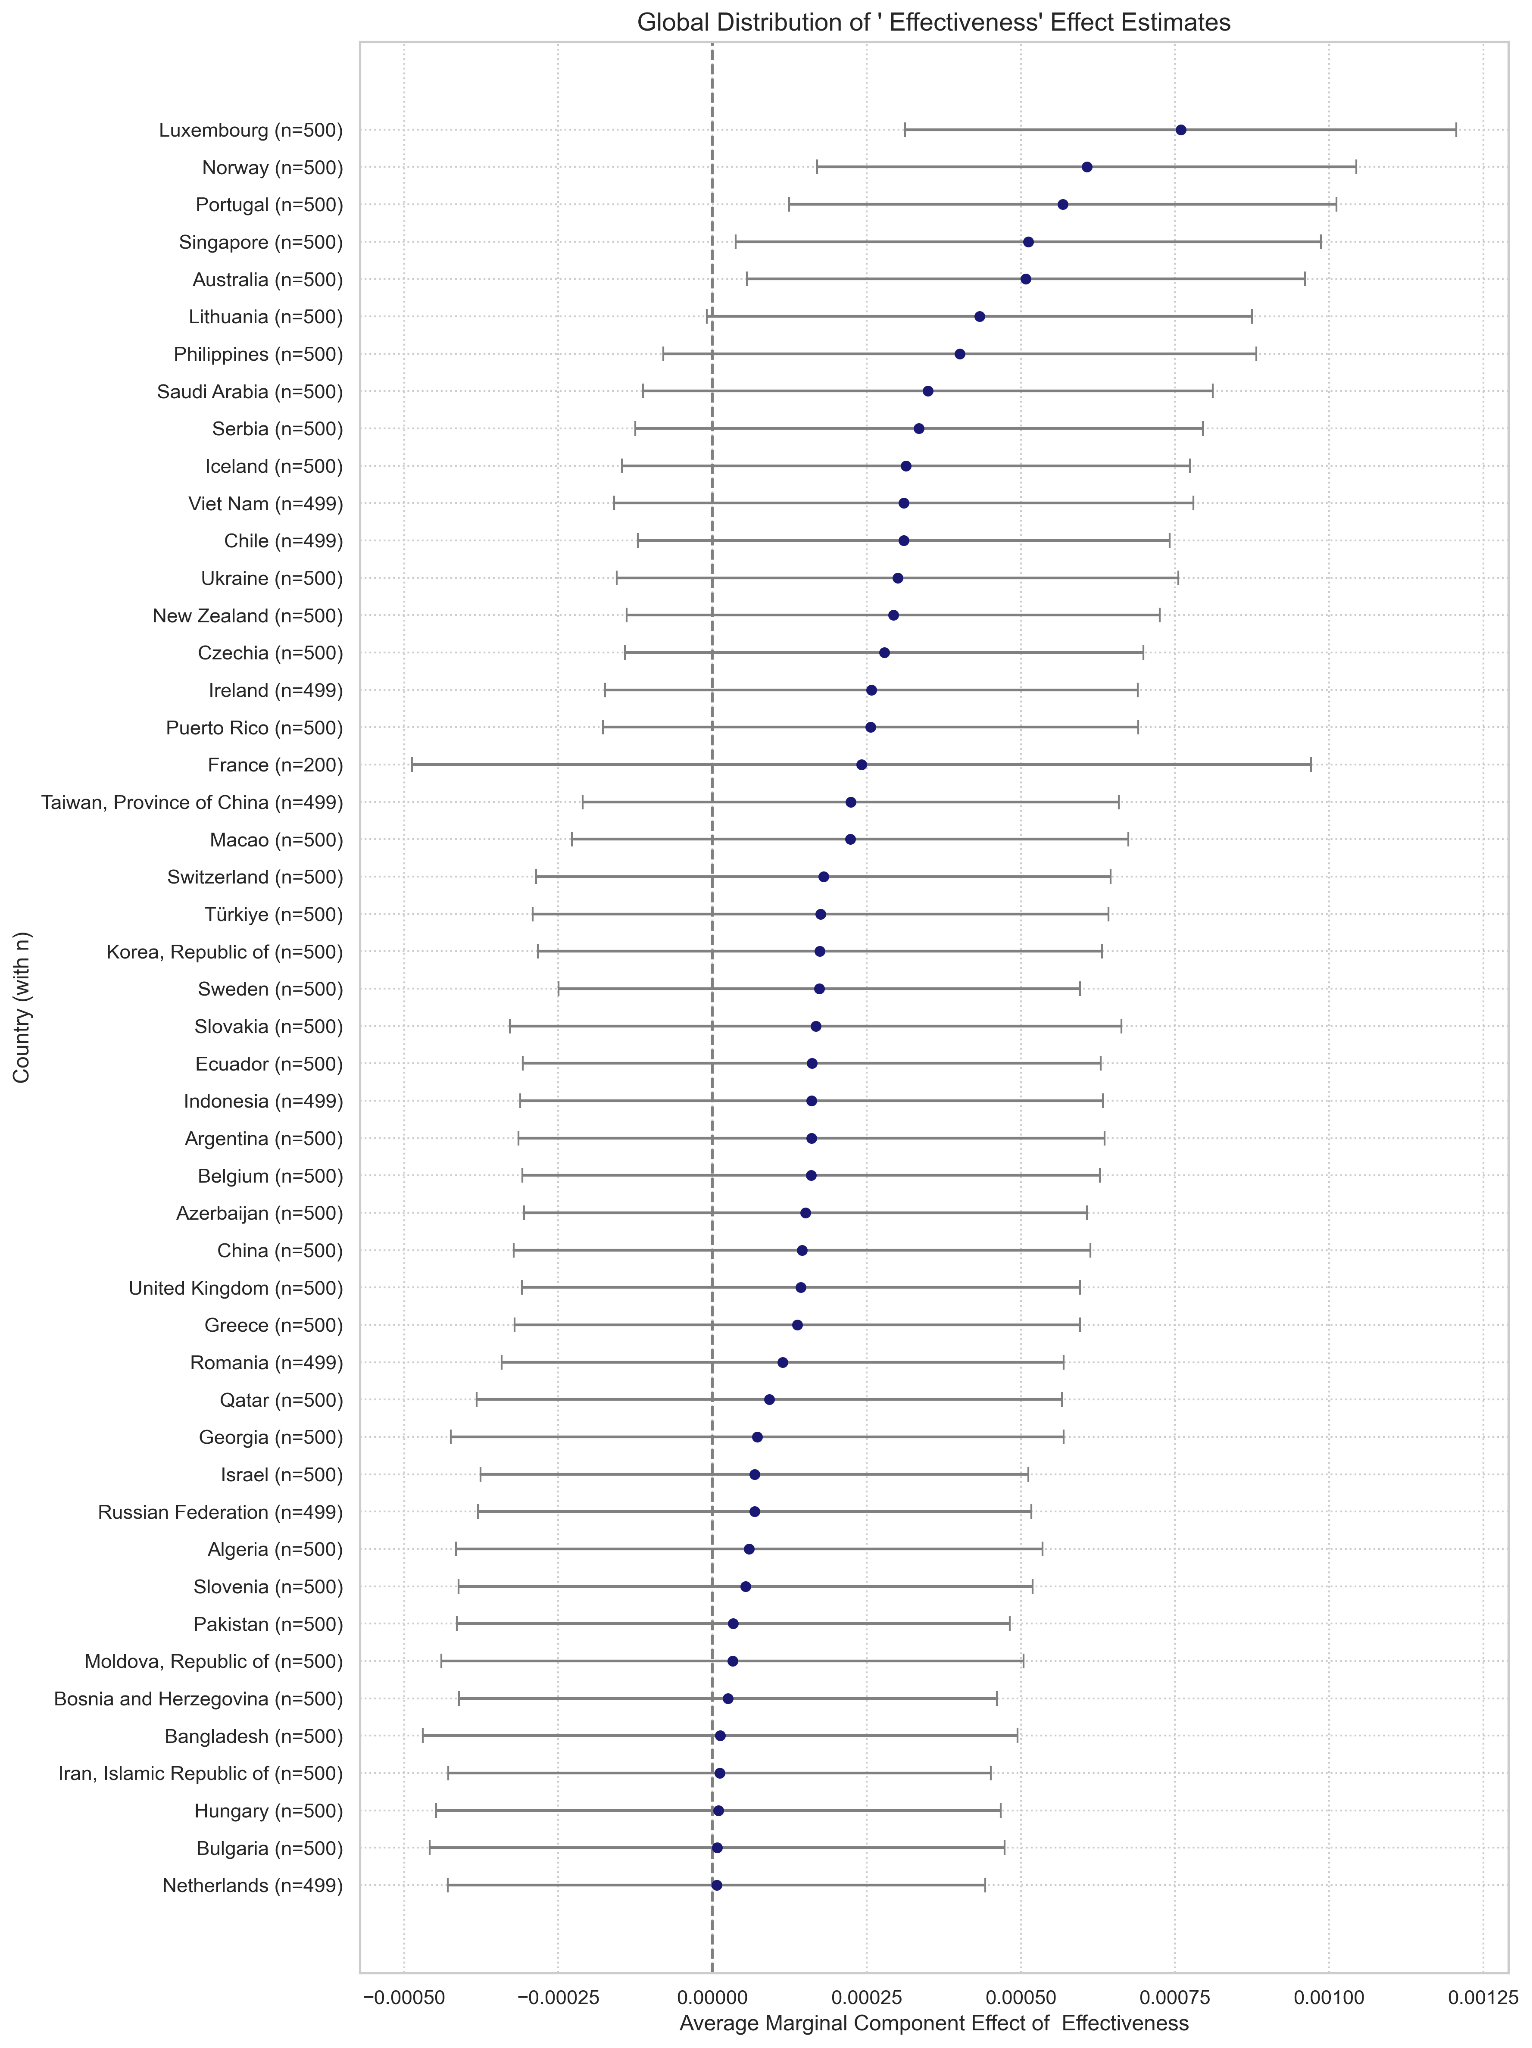 Global Distribution of ' Effectiveness' Effect Estimates
Country (with n)
Luxembourg (n=500)
Norway (n=500)
Portugal (n=500)
Singapore (n=500)
Australia (n=500)
Lithuania (n=500)
Philippines (n=500)
Saudi Arabia (n=500)
Serbia (n=500)
Iceland (n=500)
Viet Nam (n=499)
Chile (n=499)
Ukraine (n=500)
New Zealand (n=500)
Czechia (n=500)
Ireland (n=499)
Puerto Rico (n=500)
France (n=200)
Taiwan, Province of China (n=499)
Macao (n=500)
Switzerland (n=500)
Türkiye (n=500)
Korea, Republic of (n=500)
Sweden (n=500)
Slovakia (n=500)
Ecuador (n=500)
Indonesia (n=499)
Argentina (n=500)
Belgium (n=500)
Azerbaijan (n=500)
China (n=500)
United Kingdom (n=500)
Greece (n=500)
Romania (n=499)
Qatar (n=500)
Georgia (n=500)
Israel (n=500)
Russian Federation (n=499)
Algeria (n=500)
Slovenia (n=500)
Pakistan (n=500)
Moldova, Republic of (n=500)
Bosnia and Herzegovina (n=500)
Bangladesh (n=500)
Iran, Islamic Republic of (n=500)
Hungary (n=500)
Bulgaria (n=500)
Netherlands (n=499)
−0.00050 −0.00025 0.00000 0.00025 0.00050 0.00075 0.00100 0.00125
Average Marginal Component Effect of  Effectiveness